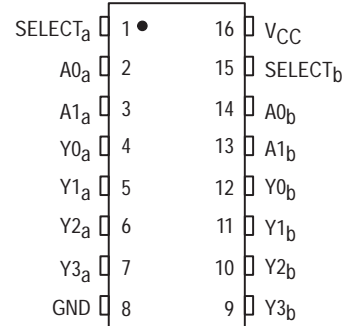 SELECTa 1 16 VCC
A0a 2 15 SELECTb
A1a 3 14 A0b
Y0a 4 13 A1b
Y1a 5 12 Y0b
Y2a 6 11 Y1b
Y3a 7 10 Y2b
GND 8 9 Y3b